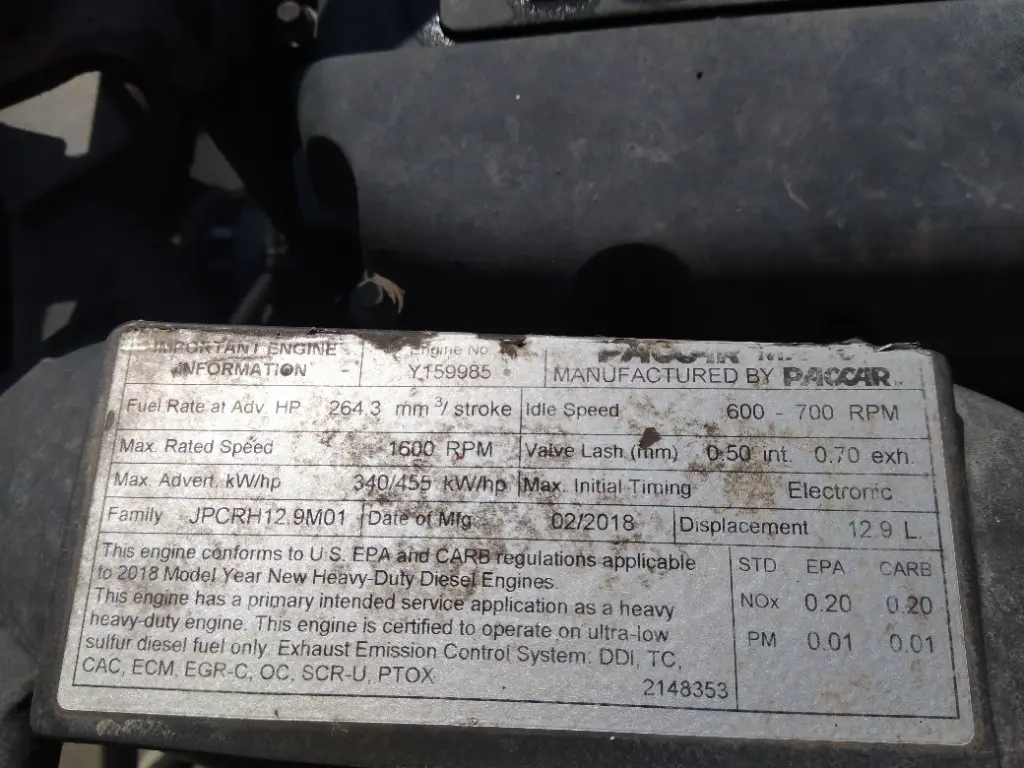 IMPORTANT ENGINE INFORMATION
Engine No.
Y159985
PACCAR
MANUFACTURED BY PACCAR
Fuel Rate at Adv. HP 264.3 mm³/ stroke
Idle Speed 600 - 700 RPM
Max. Rated Speed 1600 RPM
Valve Lash (mm) 0.50 int. 0.70 exh.
Max. Advert. kW/hp 340/455 kW/hp
Max. Initial Timing Electronic
Family JPCRH12.9M01
Date of Mfg 02/2018
Displacement 12.9 L.
This engine conforms to U.S. EPA and CARB regulations applicable
to 2018 Model Year New Heavy-Duty Diesel Engines.
This engine has a primary intended service application as a heavy
heavy-duty engine. This engine is certified to operate on ultra-low
sulfur diesel fuel only. Exhaust Emission Control System: DDI, TC,
CAC, ECM, EGR-C, OC, SCR-U, PTOX
2148353
STD EPA CARB
NOx 0.20 0.20
PM 0.01 0.01